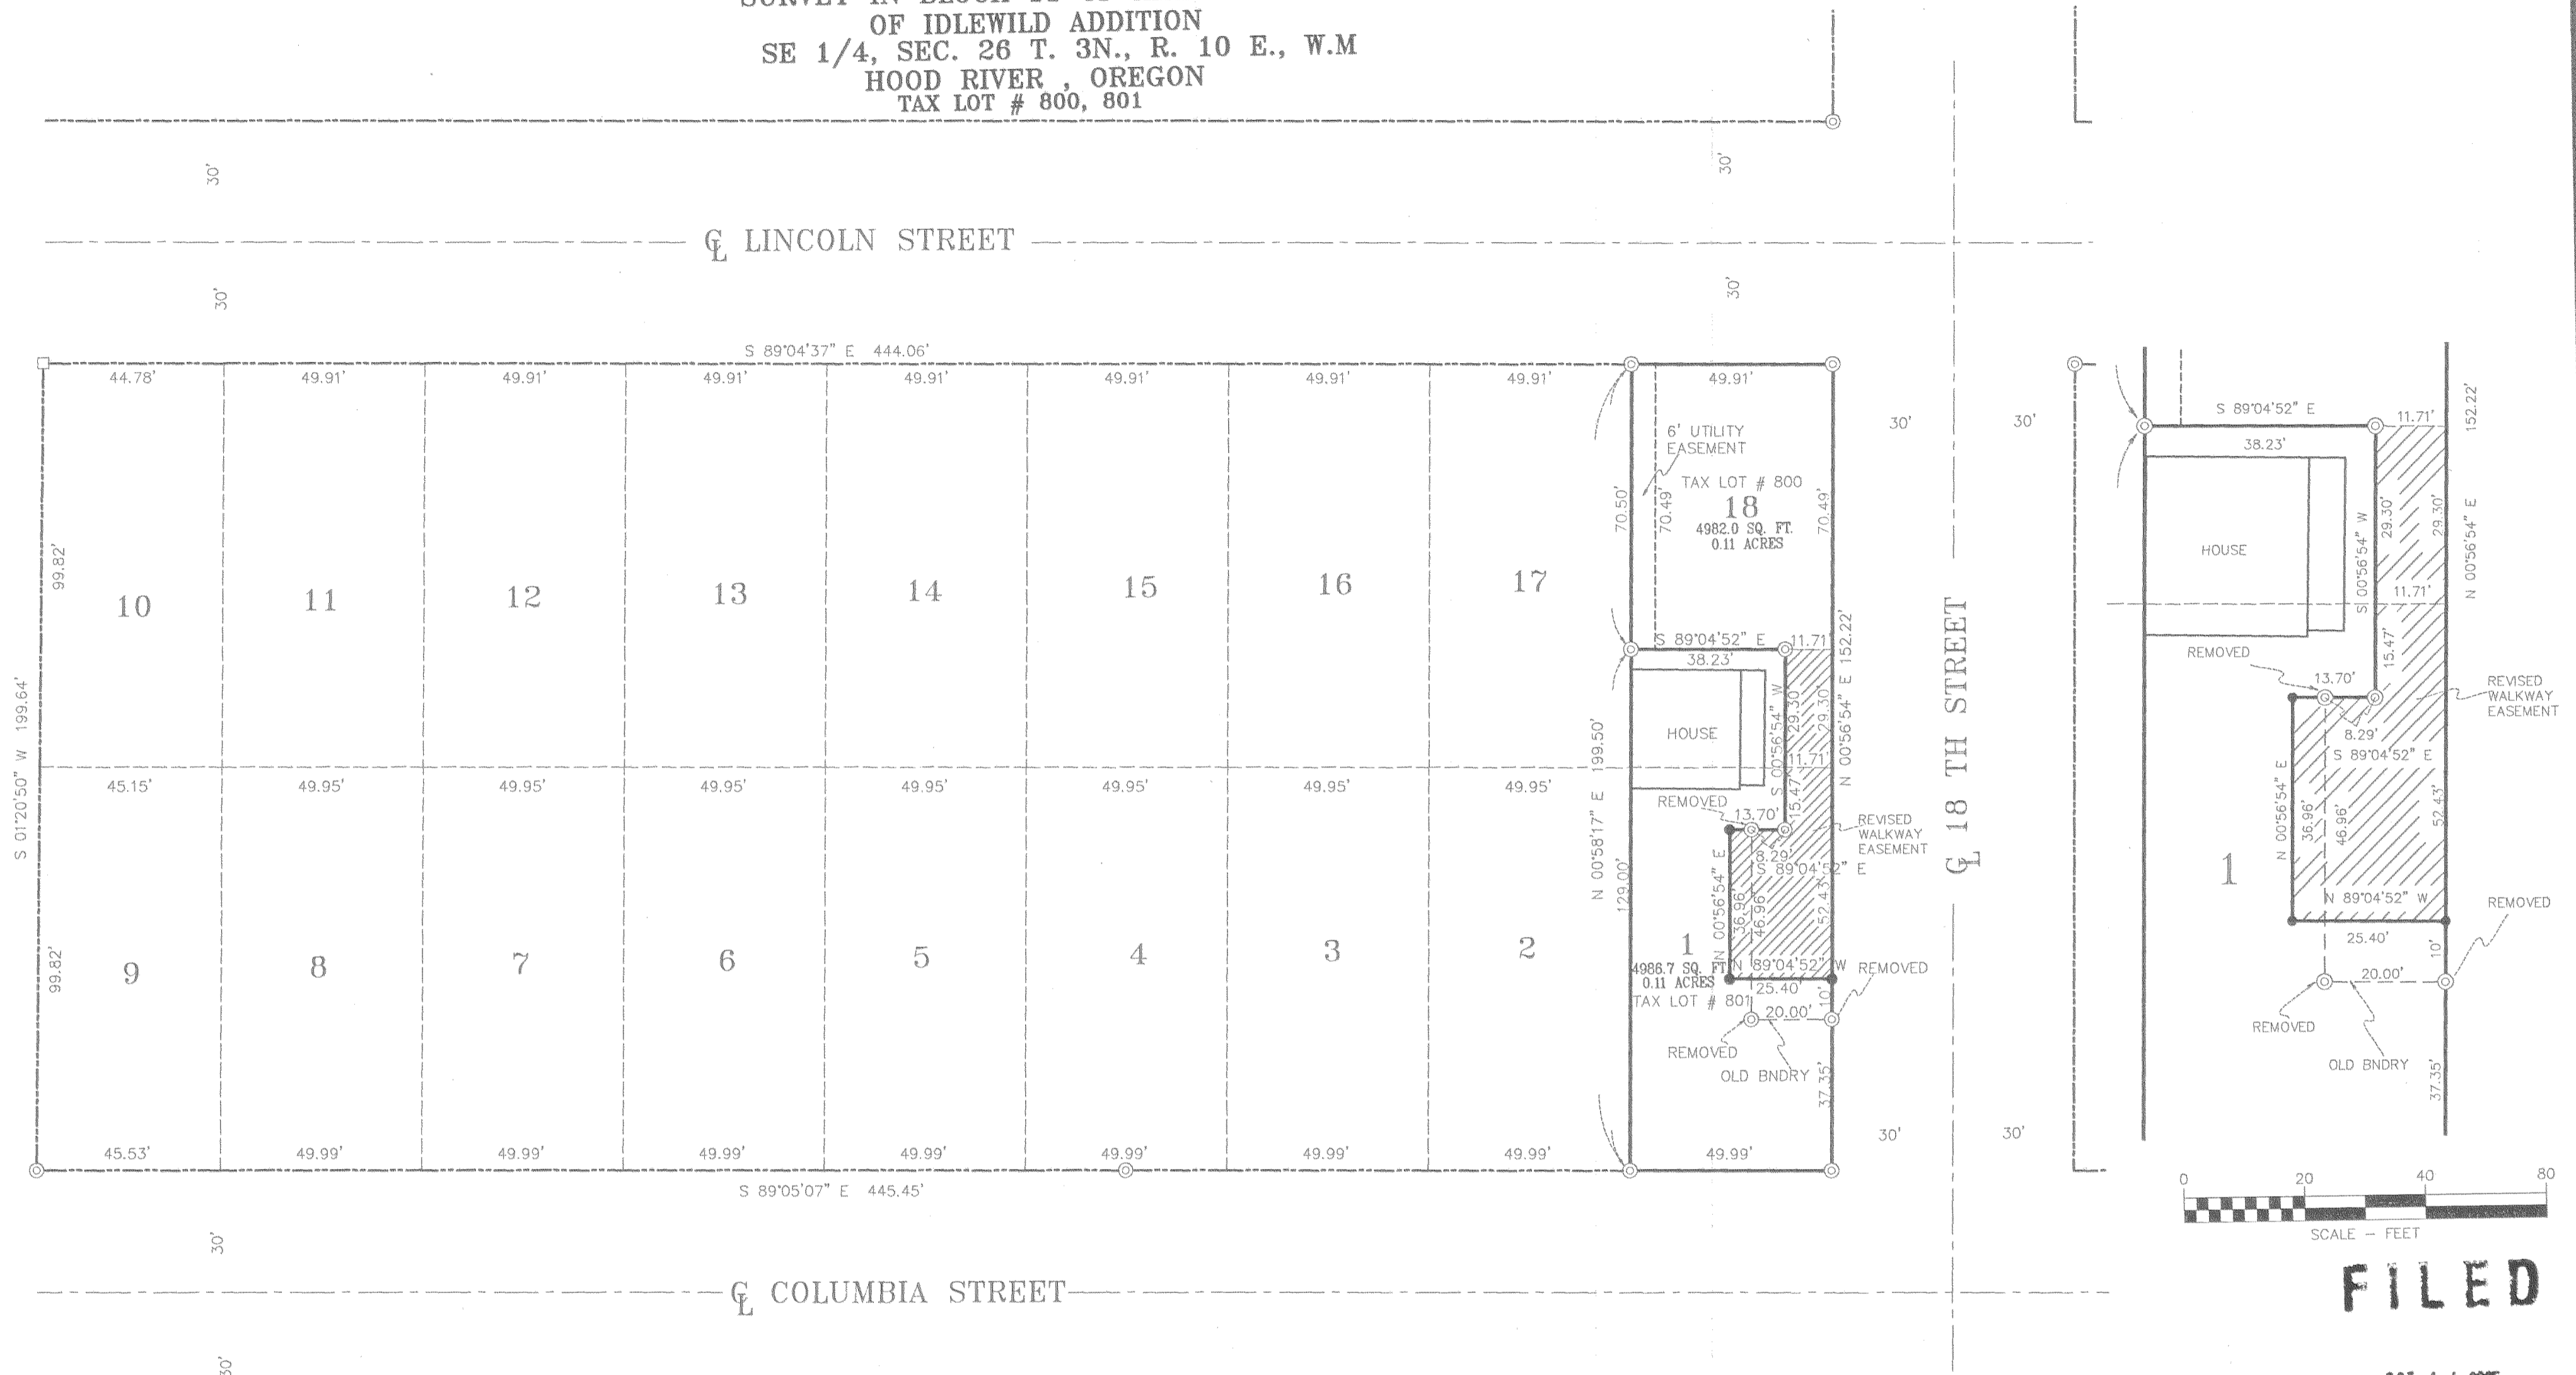 OF IDLEWILD ADDITION
SE 1/4, SEC. 26 T. 3N., R. 10 E., W.M
HOOD RIVER , OREGON
TAX LOT # 800, 801
30'
30'
℄ LINCOLN STREET
30'
30'
S 89°04'37" E 444.06'
44.78'
49.91'
49.91'
49.91'
49.91'
49.91'
49.91'
49.91'
49.91'
30'
30'
6' UTILITY
EASEMENT
TAX LOT # 800
18
4982.0 SQ. FT.
0.11 ACRES
70.50'
70.49'
70.49'
99.82'
10
11
12
13
14
15
16
17
S 01°20'50" W 199.64'
S 89°04'52" E
11.71'
38.23'
HOUSE
S 00°56'54" W
29.30'
29.30'
N 00°56'54" E 152.22'
11.71'
15.47'
45.15'
49.95'
49.95'
49.95'
49.95'
49.95'
49.95'
49.95'
REMOVED
13.70'
REVISED
WALKWAY
EASEMENT
8.29'
S 89°04'52" E
N 00°58'17" E 199.50'
129.00'
N 00°56'54" E
36.96'
46.96'
52.43'
99.82'
9
8
7
6
5
4
3
2
1
4986.7 SQ. FT.
0.11 ACRES
TAX LOT # 801
N 89°04'52" W
25.40'
REMOVED
10'
20.00'
REMOVED
OLD BNDRY
37.35'
45.53'
49.99'
49.99'
49.99'
49.99'
49.99'
49.99'
49.99'
49.99'
30'
30'
S 89°05'07" E 445.45'
30'
℄ COLUMBIA STREET
30'
℄ 18 TH STREET
S 89°04'52" E
11.71'
152.22'
38.23'
HOUSE
S 00°56'54" W
29.30'
29.30'
N 00°56'54" E
11.71'
15.47'
REMOVED
13.70'
REVISED
WALKWAY
EASEMENT
8.29'
S 89°04'52" E
N 00°56'54" E
36.96'
46.96'
52.43'
1
N 89°04'52" W
REMOVED
25.40'
10'
20.00'
REMOVED
OLD BNDRY
37.35'
0 20 40 80
SCALE – FEET
FILED